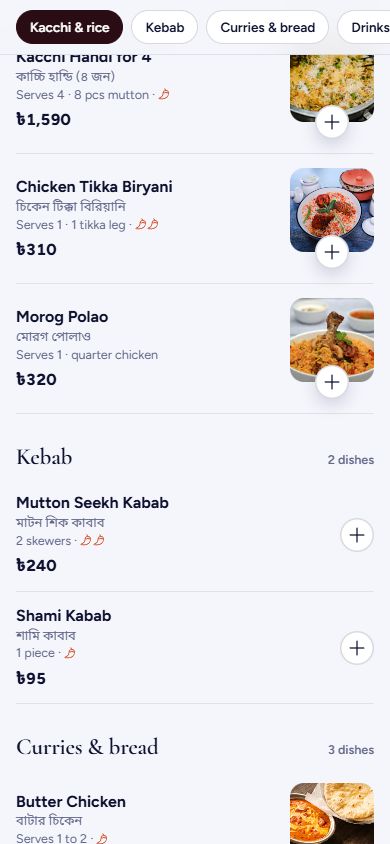 Kacchi & rice
Kebab
Curries & bread
Drinks
Kacchi Handi for 4
কাচ্চি হান্ডি (৪ জন)
Serves 4 · 8 pcs mutton ·
৳1,590
Chicken Tikka Biryani
চিকেন টিক্কা বিরিয়ানি
Serves 1 · 1 tikka leg ·
৳310
Morog Polao
মোরগ পোলাও
Serves 1 · quarter chicken
৳320
Kebab
2 dishes
Mutton Seekh Kabab
মাটন শিক কাবাব
2 skewers ·
৳240
Shami Kabab
শামি কাবাব
1 piece ·
৳95
Curries & bread
3 dishes
Butter Chicken
বাটার চিকেন
Serves 1 to 2 ·